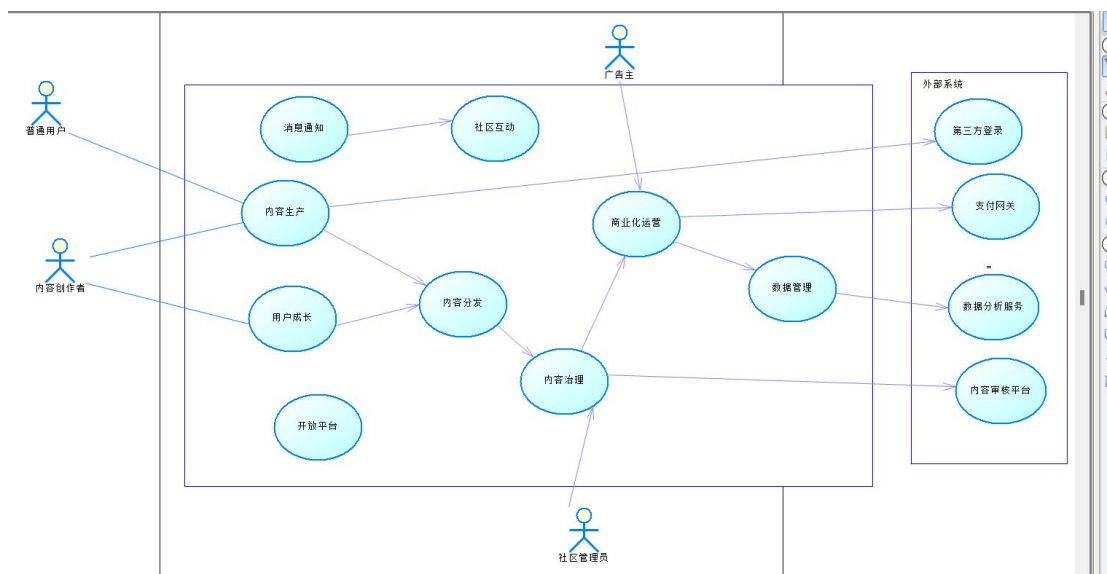 广告主
普通用户
外部系统
消息通知
社区互动
第三方登录
内容生产
商业化运营
支付网关
内容创作者
用户成长
内容分发
数据管理
数据分析服务
内容治理
内容审核平台
开放平台
社区管理员